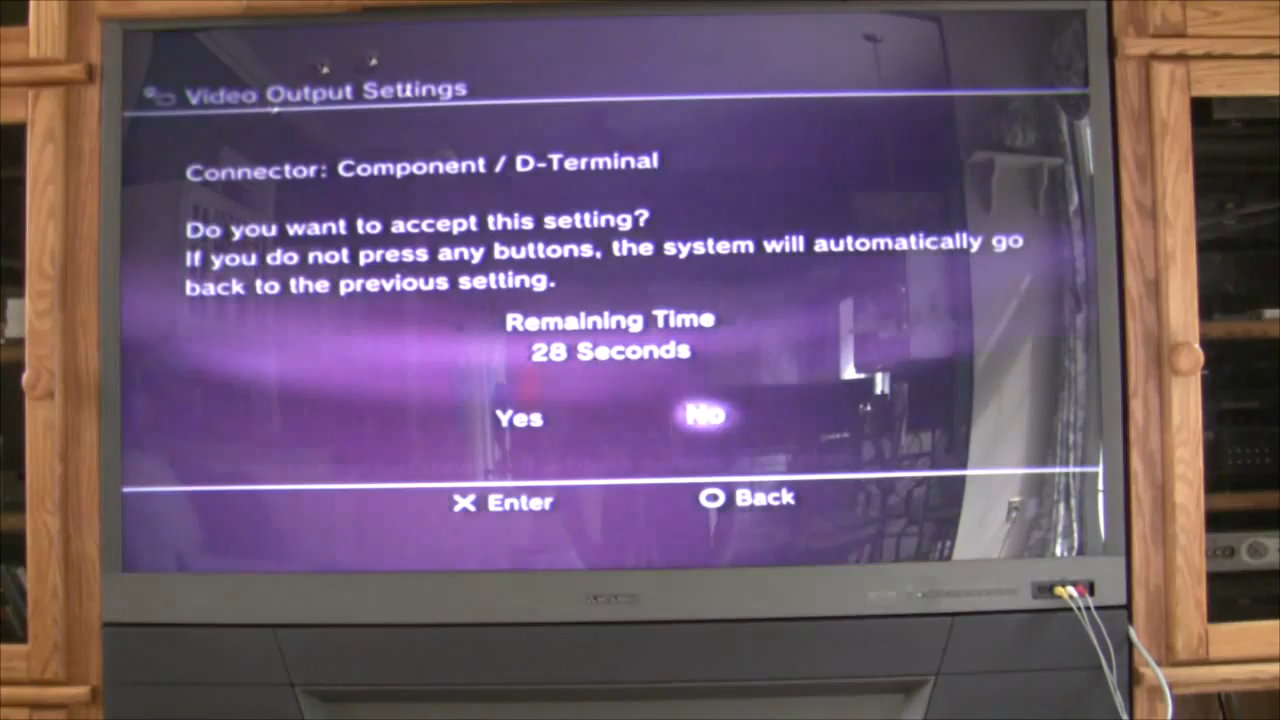 Video Output Settings
Connector: Component / D-Terminal
Do you want to accept this setting?
If you do not press any buttons, the system will automatically go
back to the previous setting.
Remaining Time
28 Seconds
Yes No
X Enter O Back